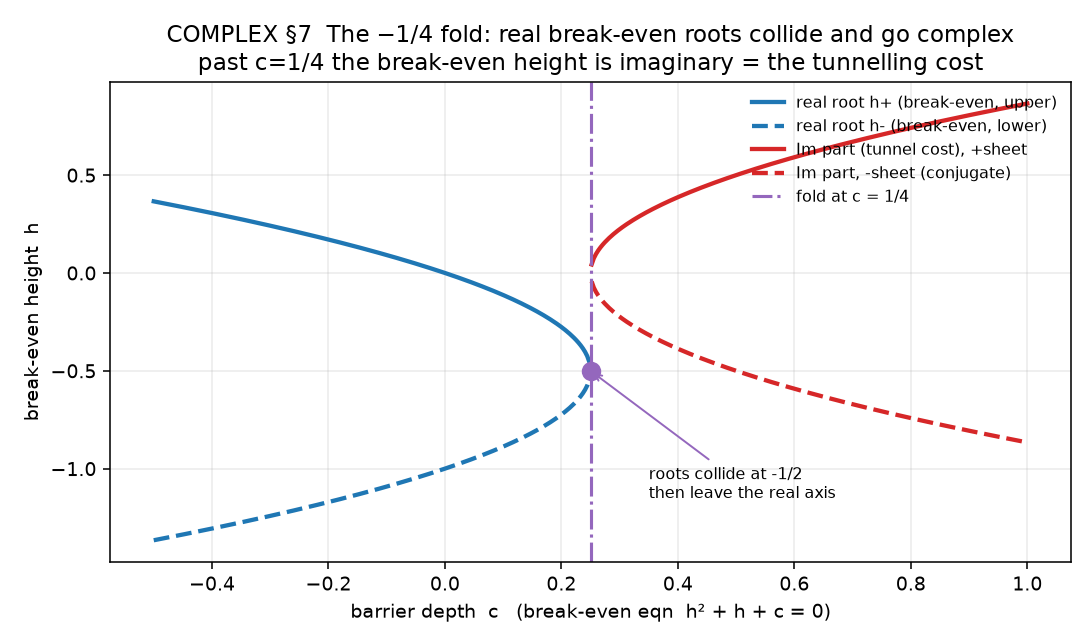 COMPLEX §7  The −1/4 fold: real break-even roots collide and go complex
past c=1/4 the break-even height is imaginary = the tunnelling cost
real root h+ (break-even, upper)
real root h- (break-even, lower)
Im part (tunnel cost), +sheet
Im part, -sheet (conjugate)
fold at c = 1/4
break-even height  h
0.5
0.0
−0.5
−1.0
roots collide at -1/2
then leave the real axis
−0.4
−0.2
0.0
0.2
0.4
0.6
0.8
1.0
barrier depth  c   (break-even eqn  h² + h + c = 0)